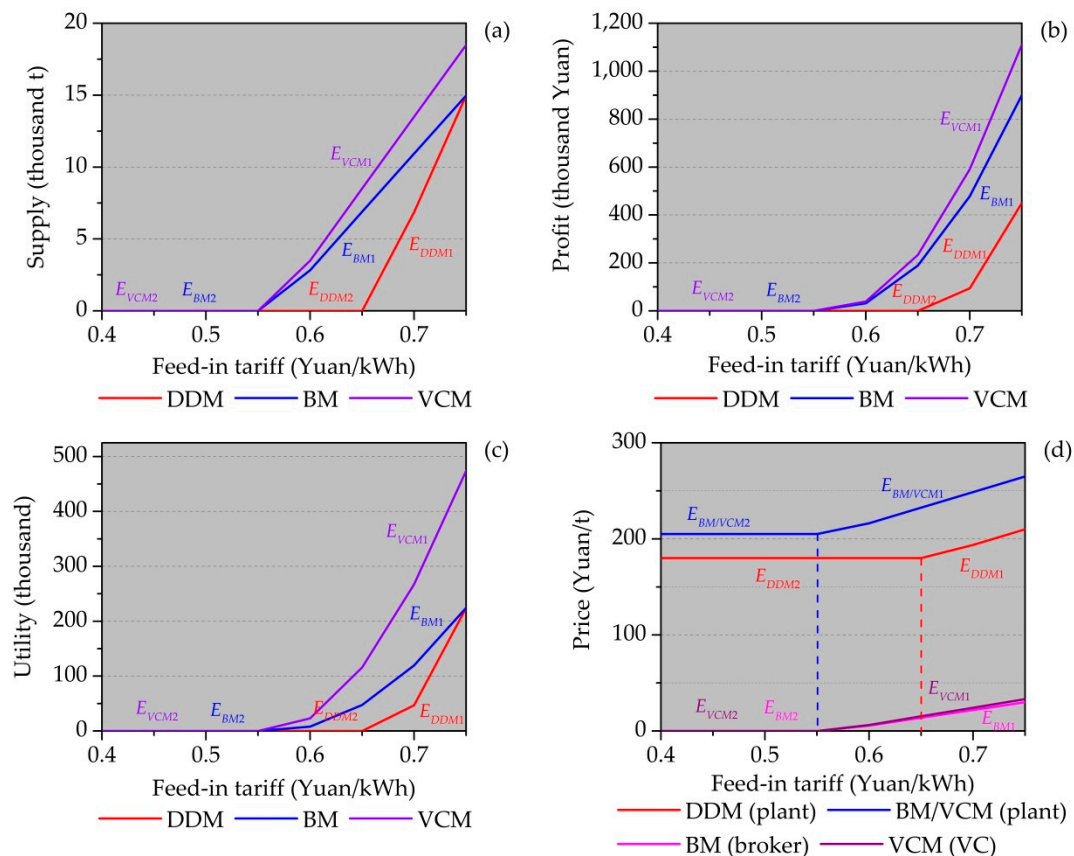 (a)
Supply (thousand t)
20
15
10
5
0
E_VCM1
E_BM1
E_DDM1
E_VCM2
E_BM2
E_DDM2
0.4 0.5 0.6 0.7
Feed-in tariff (Yuan/kWh)
DDM BM VCM
(b)
Profit (thousand Yuan)
1,200
1,000
800
600
400
200
0
E_VCM1
E_BM1
E_DDM1
E_VCM2
E_BM2
E_DDM2
0.4 0.5 0.6 0.7
Feed-in tariff (Yuan/kWh)
DDM BM VCM
(c)
Utility (thousand)
500
400
300
200
100
0
E_VCM1
E_BM1
E_VCM2
E_BM2
E_DDM2
E_DDM1
0.4 0.5 0.6 0.7
Feed-in tariff (Yuan/kWh)
DDM BM VCM
(d)
Price (Yuan/t)
300
200
100
0
E_BM/VCM1
E_BM/VCM2
E_DDM2
E_DDM1
E_VCM1
E_VCM2
E_BM2
E_BM1
0.4 0.5 0.6 0.7
Feed-in tariff (Yuan/kWh)
DDM (plant) BM/VCM (plant)
BM (broker) VCM (VC)